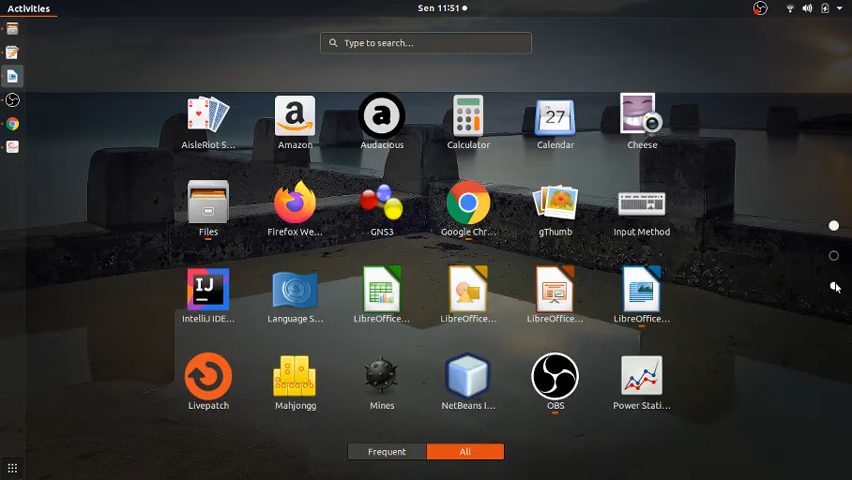 Activities
Sen 11:51
Type to search...
AisleRiot S...
Amazon
Audacious
Calculator
Calendar
27
Cheese
Files
Firefox We...
GNS3
Google Chr...
gThumb
Input Method
IJ
IntelliJ IDE...
Language S...
LibreOffice...
LibreOffice...
LibreOffice...
LibreOffice...
Livepatch
Mahjongg
Mines
NetBeans I...
OBS
Power Stati...
Frequent
All